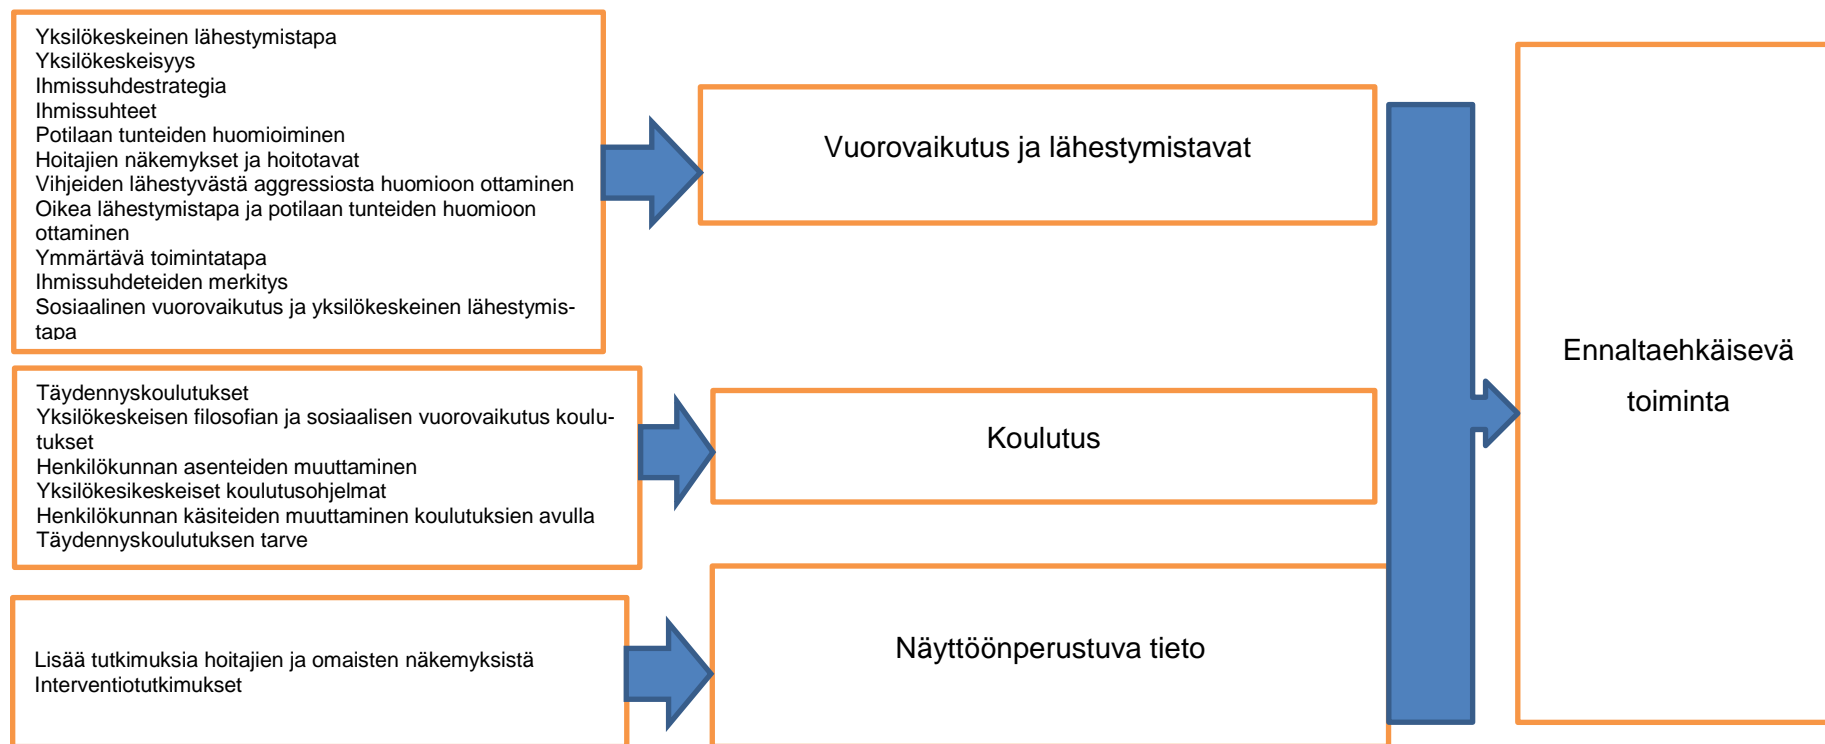 Yksilökeskeinen lähestymistapa
Yksilökeskeisyys
Ihmissuhdestrategia
Ihmissuhteet
Potilaan tunteiden huomioiminen
Hoitajien näkemykset ja hoitotavat
Vihjeiden lähestyvästä aggressiosta huomioon ottaminen
Oikea lähestymistapa ja potilaan tunteiden huomioon
ottaminen
Ymmärtävä toimintatapa
Ihmissuhdeteiden merkitys
Sosiaalinen vuorovaikutus ja yksilökeskeinen lähestymis-
tapa
Vuorovaikutus ja lähestymistavat
Täydennyskoulutukset
Yksilökeskeisen filosofian ja sosiaalisen vuorovaikutus koulu-
tukset
Henkilökunnan asenteiden muuttaminen
Yksilökesikeskeiset koulutusohjelmat
Henkilökunnan käsiteiden muuttaminen koulutuksien avulla
Täydennyskoulutuksen tarve
Koulutus
Lisää tutkimuksia hoitajien ja omaisten näkemyksistä
Interventiotutkimukset
Näyttöönperustuva tieto
Ennaltaehkäisevä
toiminta